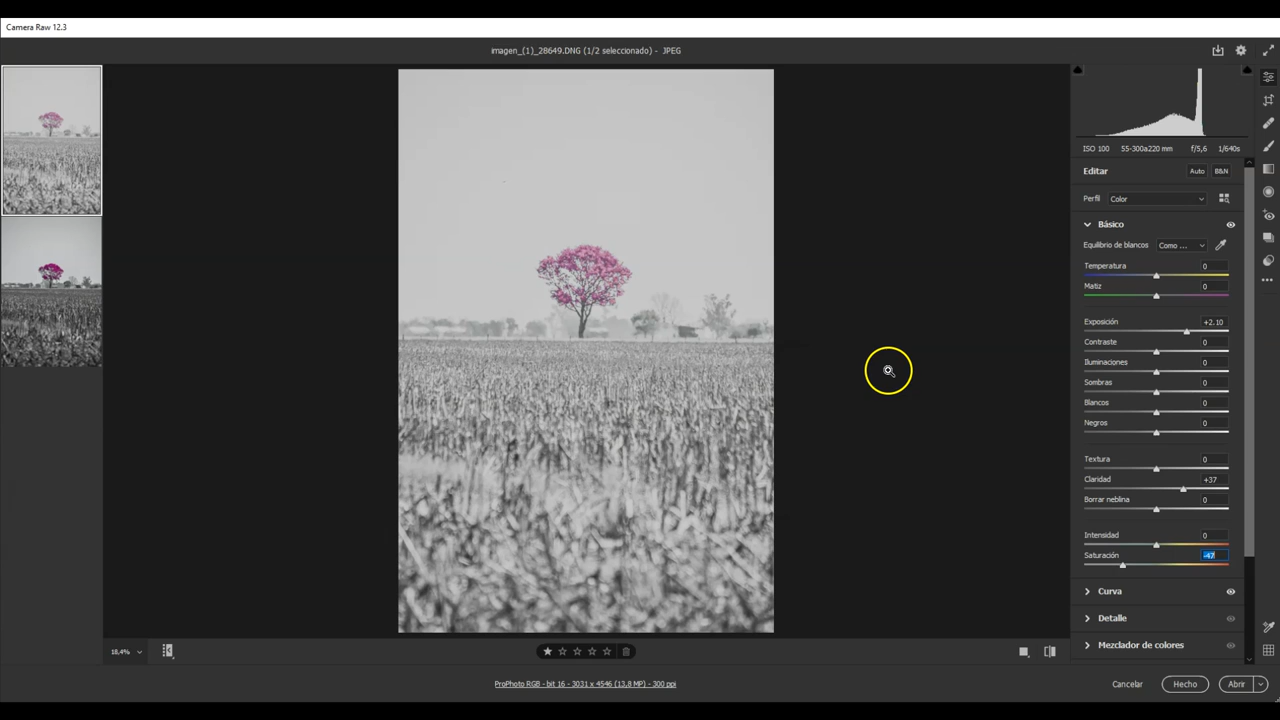 Camera Raw 12.3
imagen_(1)_28649.DNG (1/2 seleccionado) - JPEG
ISO 100 55-300a220 mm f/5,6 1/640s
Editar Auto B&N
Perfil Color
Básico
Equilibrio de blancos Como ...
Temperatura 0
Matiz 0
Exposición +2.10
Contraste 0
Iluminaciones 0
Sombras 0
Blancos 0
Negros 0
Textura 0
Claridad +37
Borrar neblina 0
Intensidad 0
Saturación -47
Curva
Detalle
Mezclador de colores
18,4%
ProPhoto RGB - bit 16 - 3031 x 4546 (13,8 MP) - 300 ppi
Cancelar Hecho Abrir